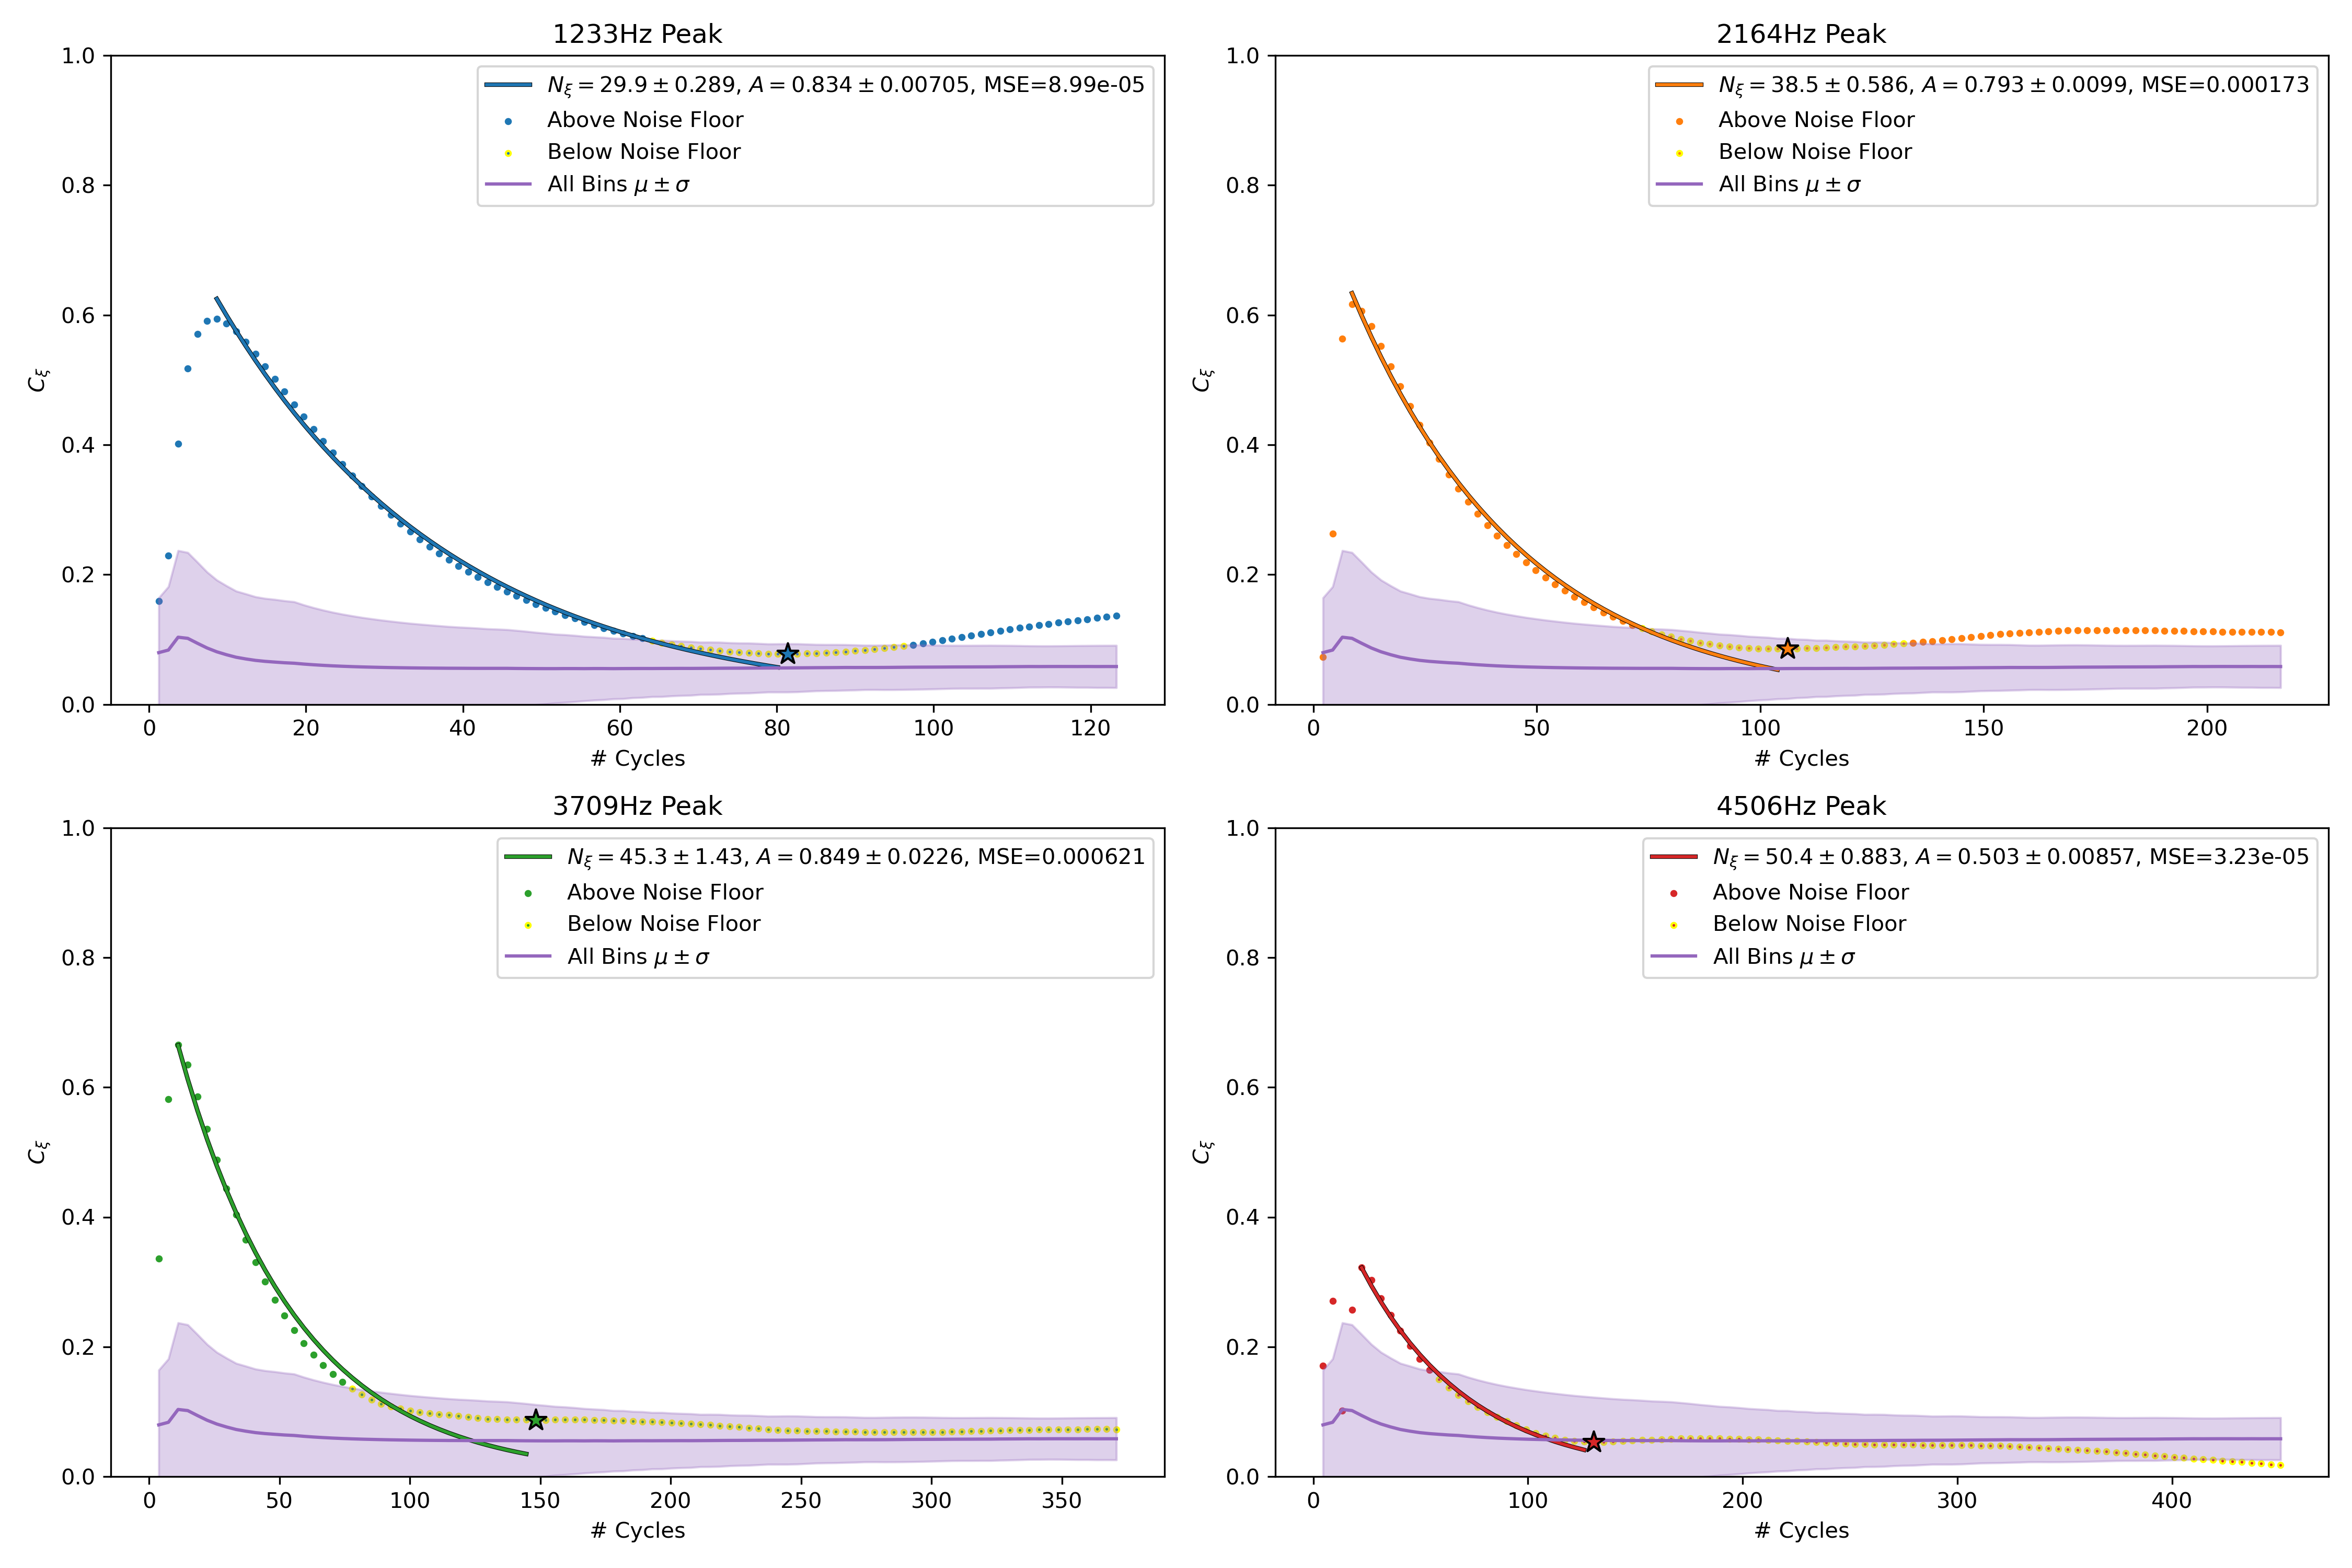 1233Hz Peak
1.0
0.8
0.6
0.4
0.2
0.0
C_ξ
N_ξ = 29.9 ± 0.289, A = 0.834 ± 0.00705, MSE=8.99e-05
Above Noise Floor
Below Noise Floor
All Bins μ ± σ
0 20 40 60 80 100 120
# Cycles
2164Hz Peak
1.0
0.8
0.6
0.4
0.2
0.0
C_ξ
N_ξ = 38.5 ± 0.586, A = 0.793 ± 0.0099, MSE=0.000173
Above Noise Floor
Below Noise Floor
All Bins μ ± σ
0 50 100 150 200
# Cycles
3709Hz Peak
1.0
0.8
0.6
0.4
0.2
0.0
C_ξ
N_ξ = 45.3 ± 1.43, A = 0.849 ± 0.0226, MSE=0.000621
Above Noise Floor
Below Noise Floor
All Bins μ ± σ
0 50 100 150 200 250 300 350
# Cycles
4506Hz Peak
1.0
0.8
0.6
0.4
0.2
0.0
C_ξ
N_ξ = 50.4 ± 0.883, A = 0.503 ± 0.00857, MSE=3.23e-05
Above Noise Floor
Below Noise Floor
All Bins μ ± σ
0 100 200 300 400
# Cycles